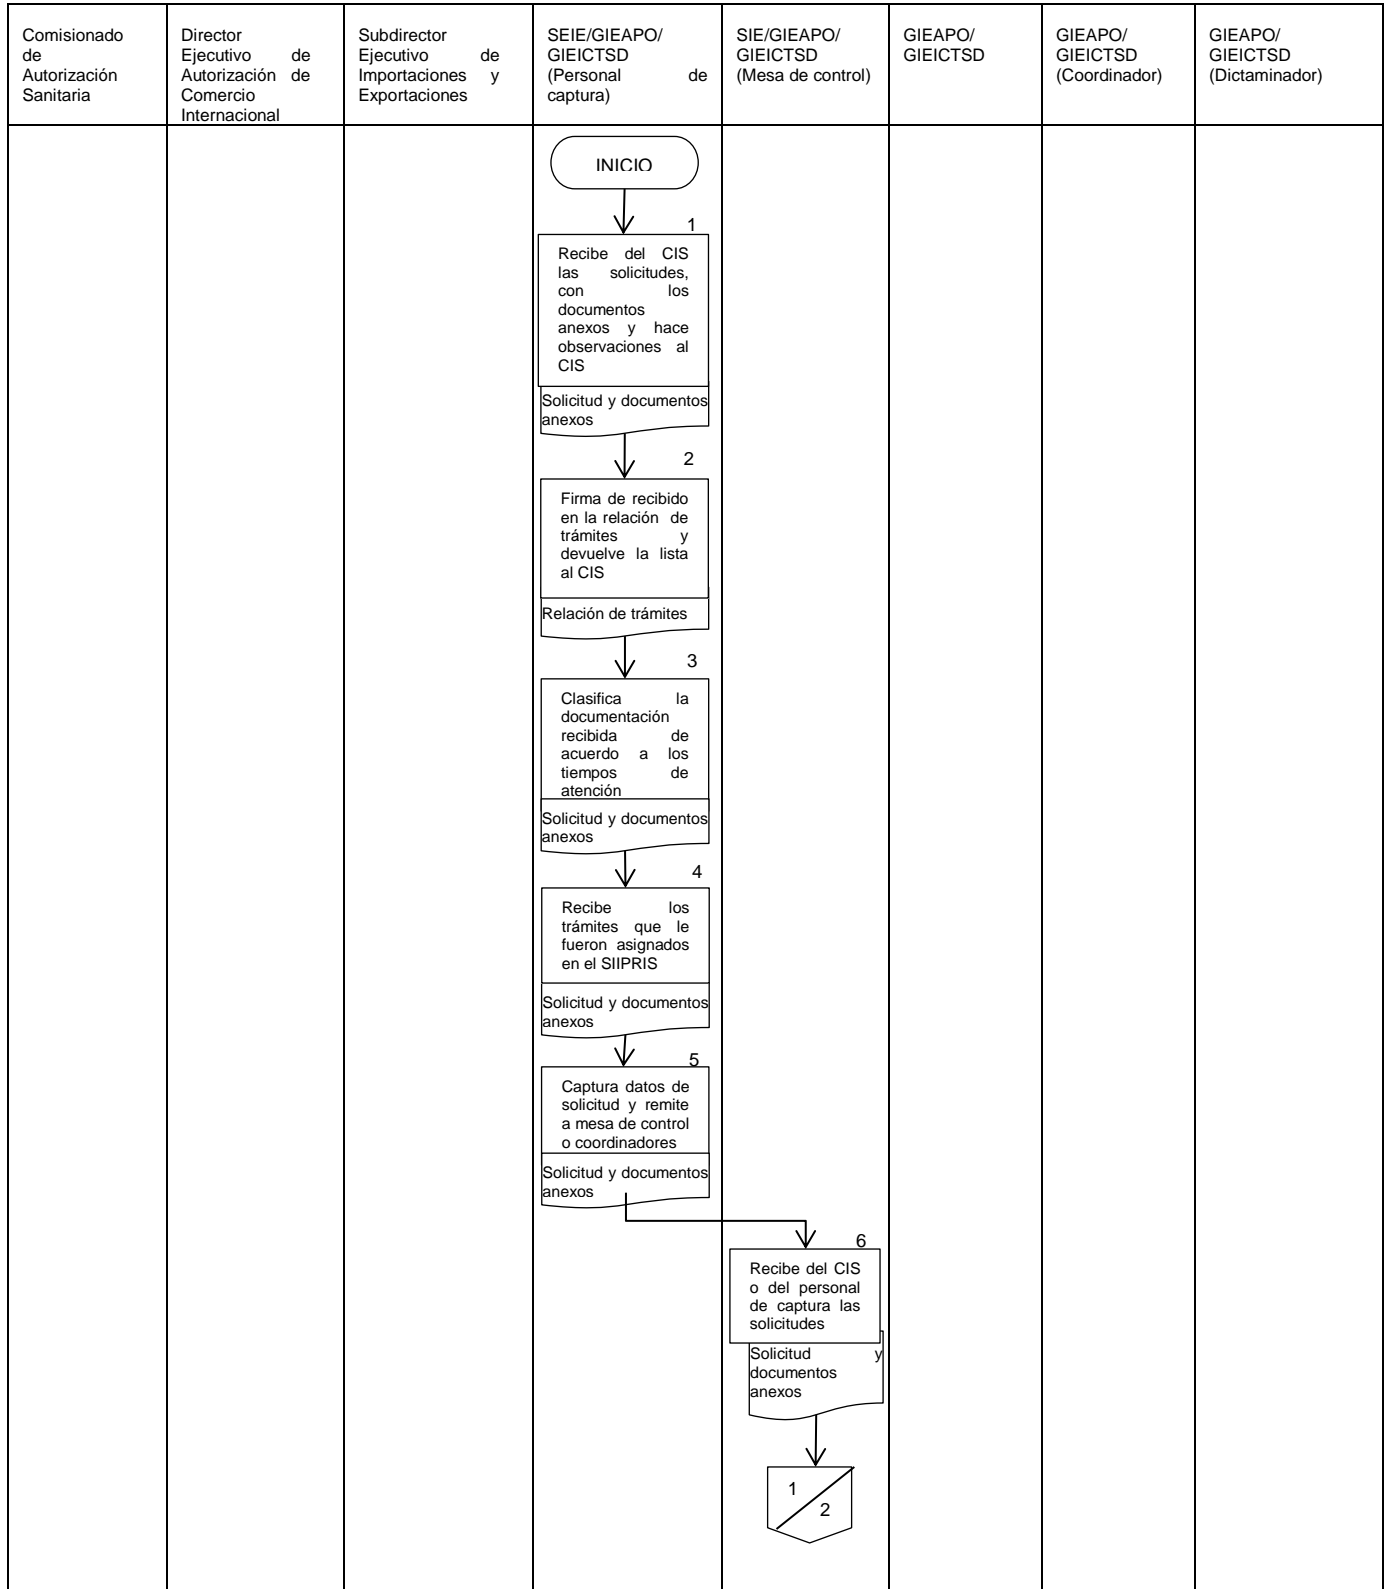 Comisionado
de
Autorización
Sanitaria
Director
Ejecutivo de
Autorización de
Comercio
Internacional
Subdirector
Ejecutivo de
Importaciones y
Exportaciones
SEIE/GIEAPO/
GIEICTSD
(Personal de
captura)
SIE/GIEAPO/
GIEICTSD
(Mesa de control)
GIEAPO/
GIEICTSD
GIEAPO/
GIEICTSD
(Coordinador)
GIEAPO/
GIEICTSD
(Dictaminador)
INICIO
1
Recibe del CIS
las solicitudes,
con los
documentos
anexos y hace
observaciones al
CIS
Solicitud y documentos
anexos
2
Firma de recibido
en la relación de
trámites y
devuelve la lista
al CIS
Relación de trámites
3
Clasifica la
documentación
recibida de
acuerdo a los
tiempos de
atención
Solicitud y documentos
anexos
4
Recibe los
trámites que le
fueron asignados
en el SIIPRIS
Solicitud y documentos
anexos
5
Captura datos de
solicitud y remite
a mesa de control
o coordinadores
Solicitud y documentos
anexos
6
Recibe del CIS
o del personal
de captura las
solicitudes
Solicitud y
documentos
anexos
1
2